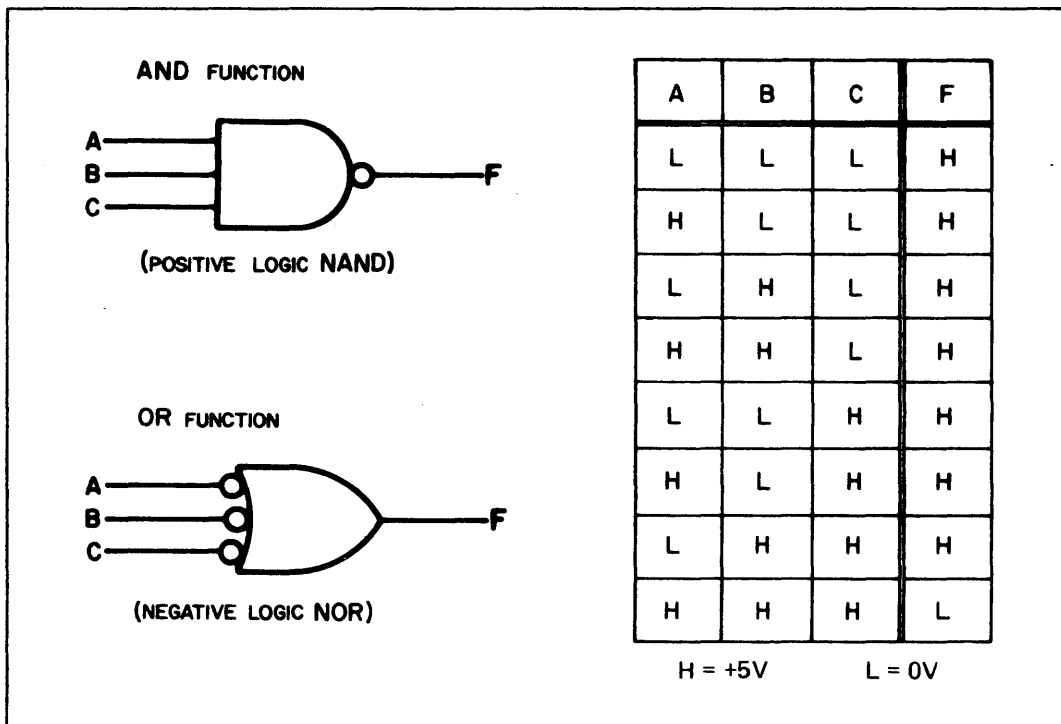 AND FUNCTION
A
B
C
F
(POSITIVE LOGIC NAND)
OR FUNCTION
A
B
C
F
(NEGATIVE LOGIC NOR)
A B C F
L L L H
H L L H
L H L H
H H L H
L L H H
H L H H
L H H H
H H H L
H = +5V L = 0V